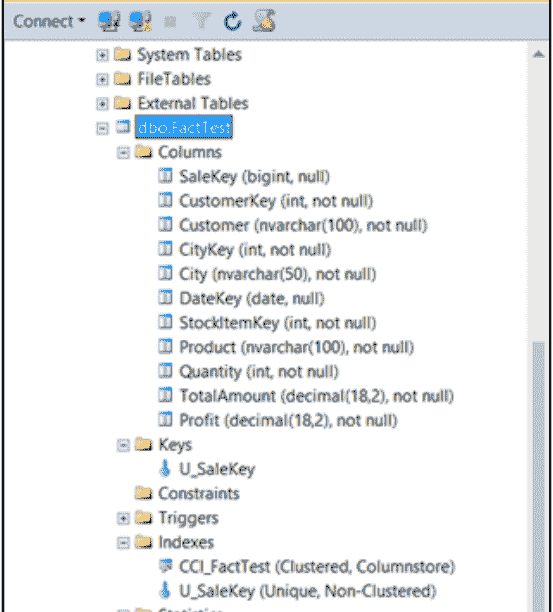 Connect
System Tables
FileTables
External Tables
dbo.FactTest
Columns
SaleKey (bigint, null)
CustomerKey (int, not null)
Customer (nvarchar(100), not null)
CityKey (int, not null)
City (nvarchar(50), not null)
DateKey (date, null)
StockItemKey (int, not null)
Product (nvarchar(100), not null)
Quantity (int, not null)
TotalAmount (decimal(18,2), not null)
Profit (decimal(18,2), not null)
Keys
U_SaleKey
Constraints
Triggers
Indexes
CCI_FactTest (Clustered, Columnstore)
U_SaleKey (Unique, Non-Clustered)